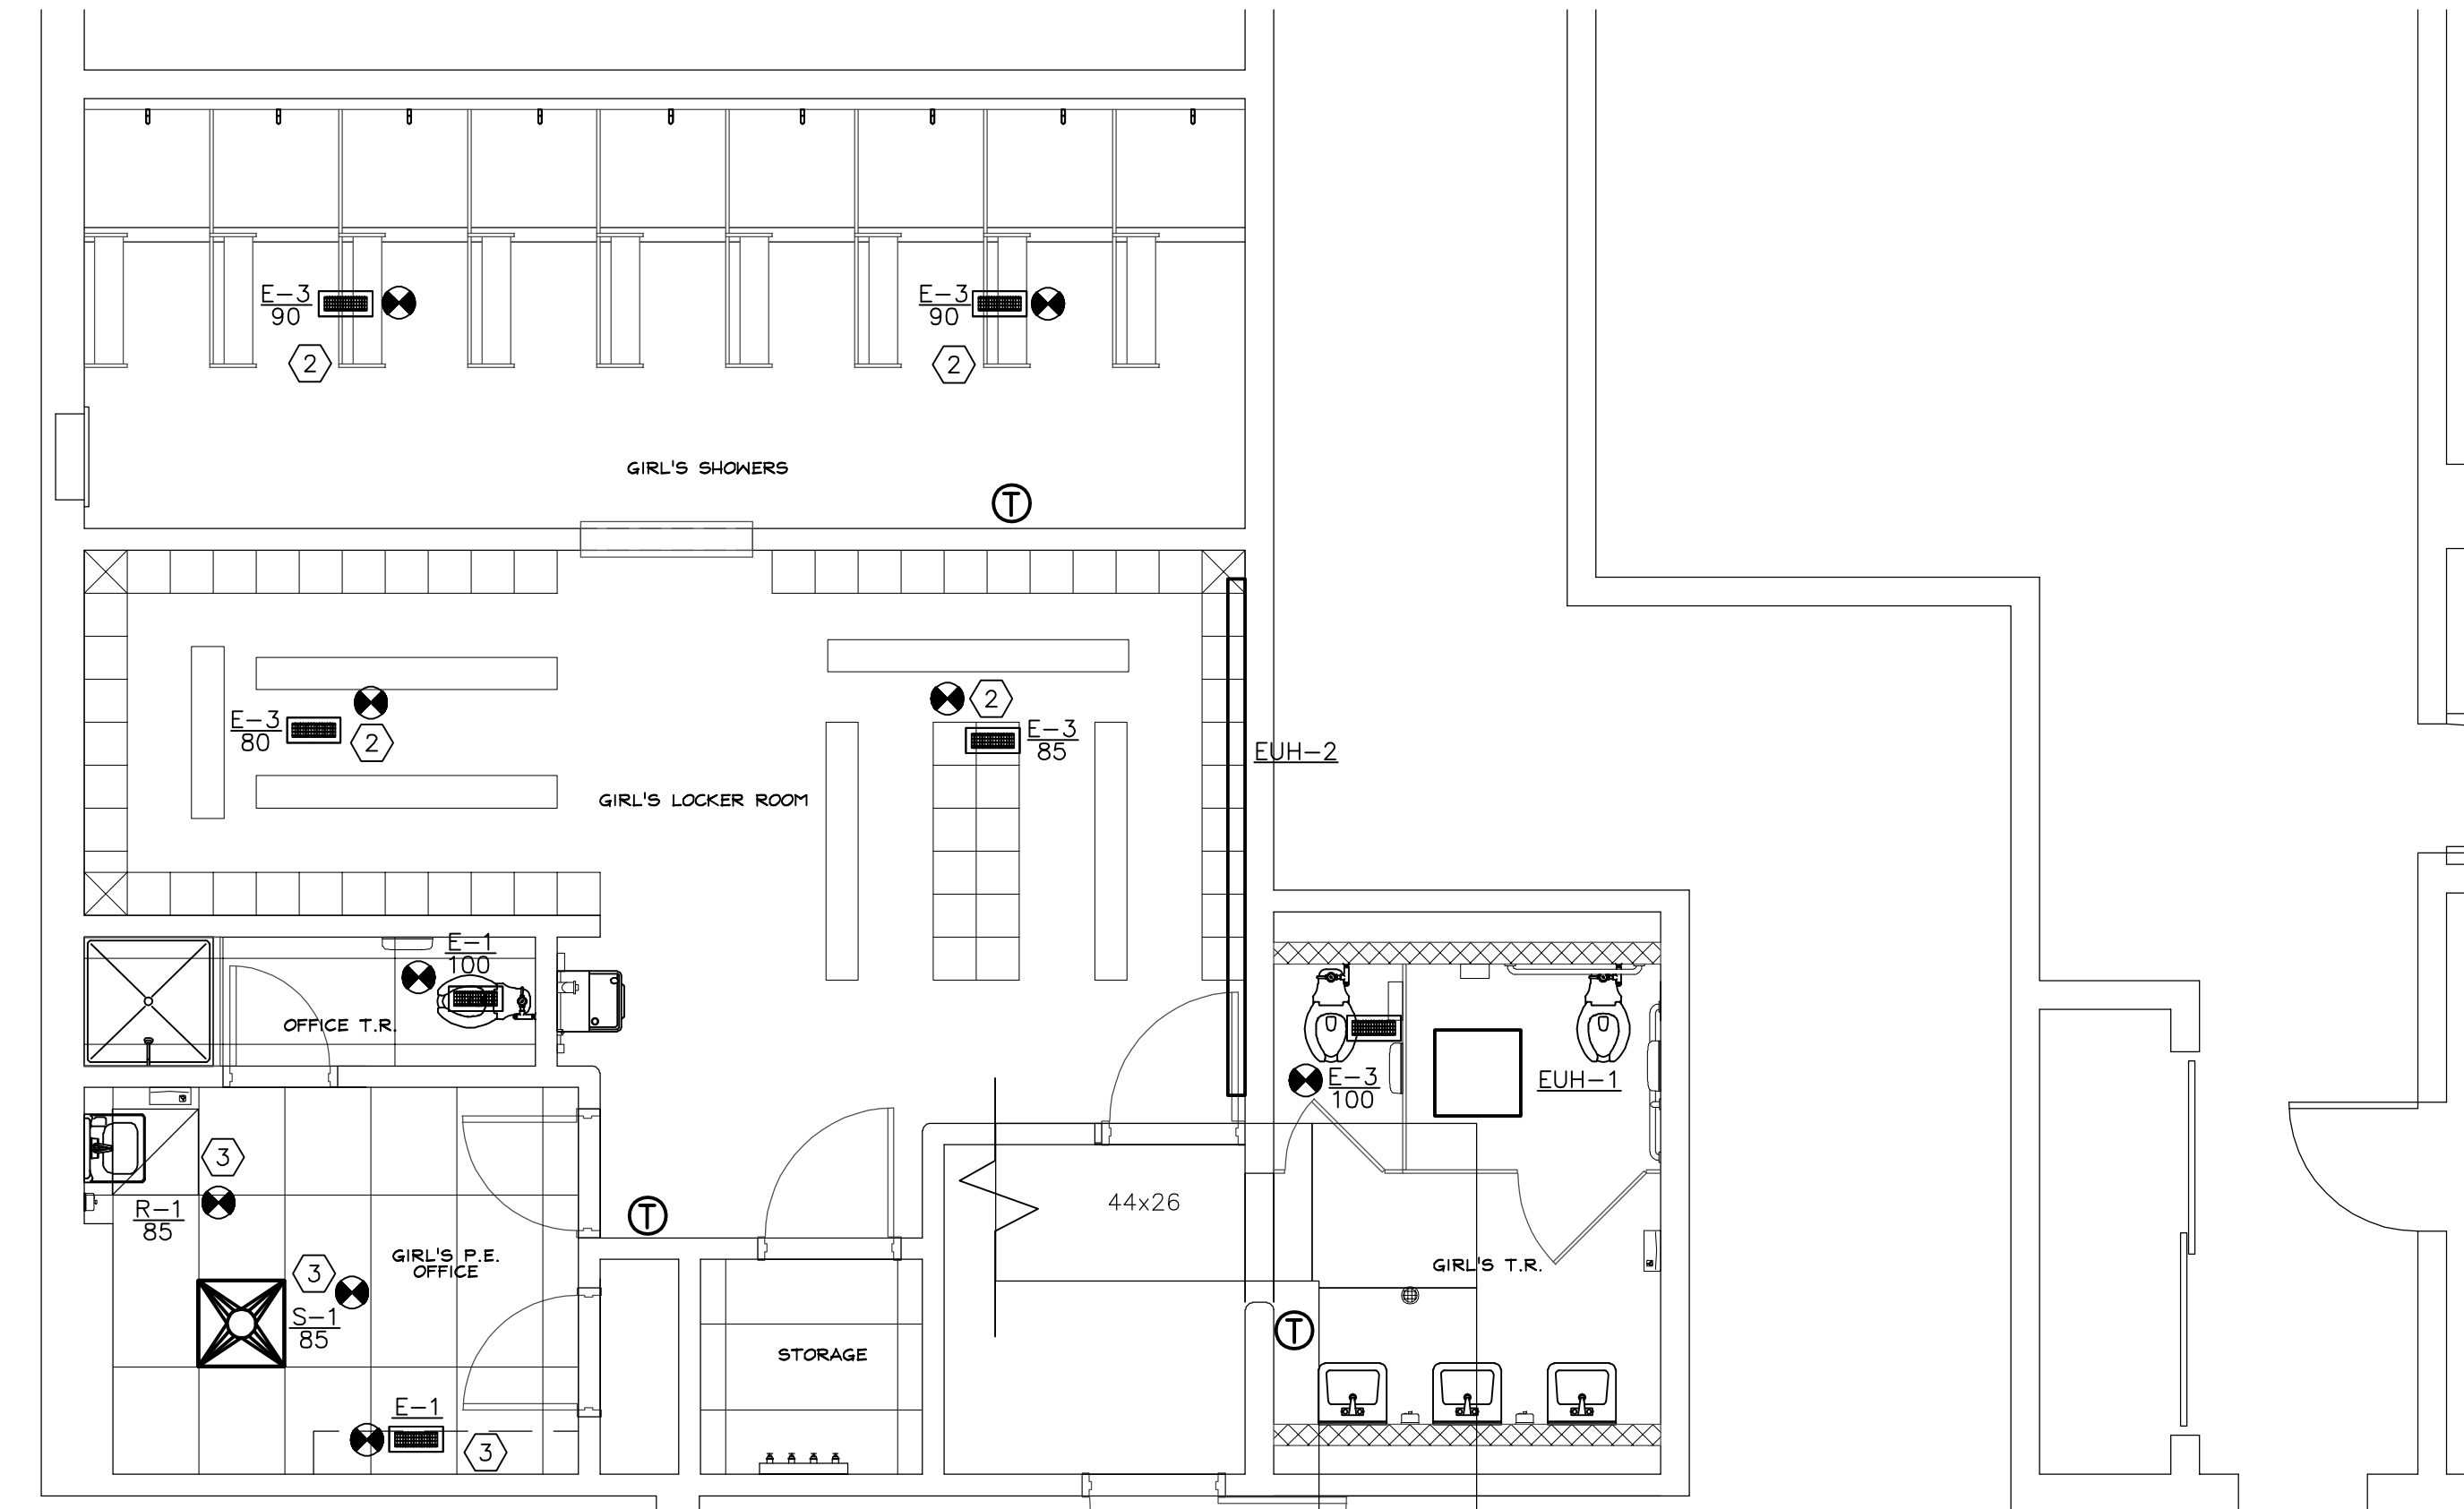 E-3
90
E-3
90
2
2
GIRL'S SHOWERS
T
2
E-3
80
2
E-3
85
EUH-2
GIRL'S LOCKER ROOM
E-1
100
OFFICE T.R.
E-3
100
EUH-1
3
R-1
85
44x26
T
GIRL'S P.E.
OFFICE
3
GIRL'S T.R.
S-1
85
T
STORAGE
E-1
3